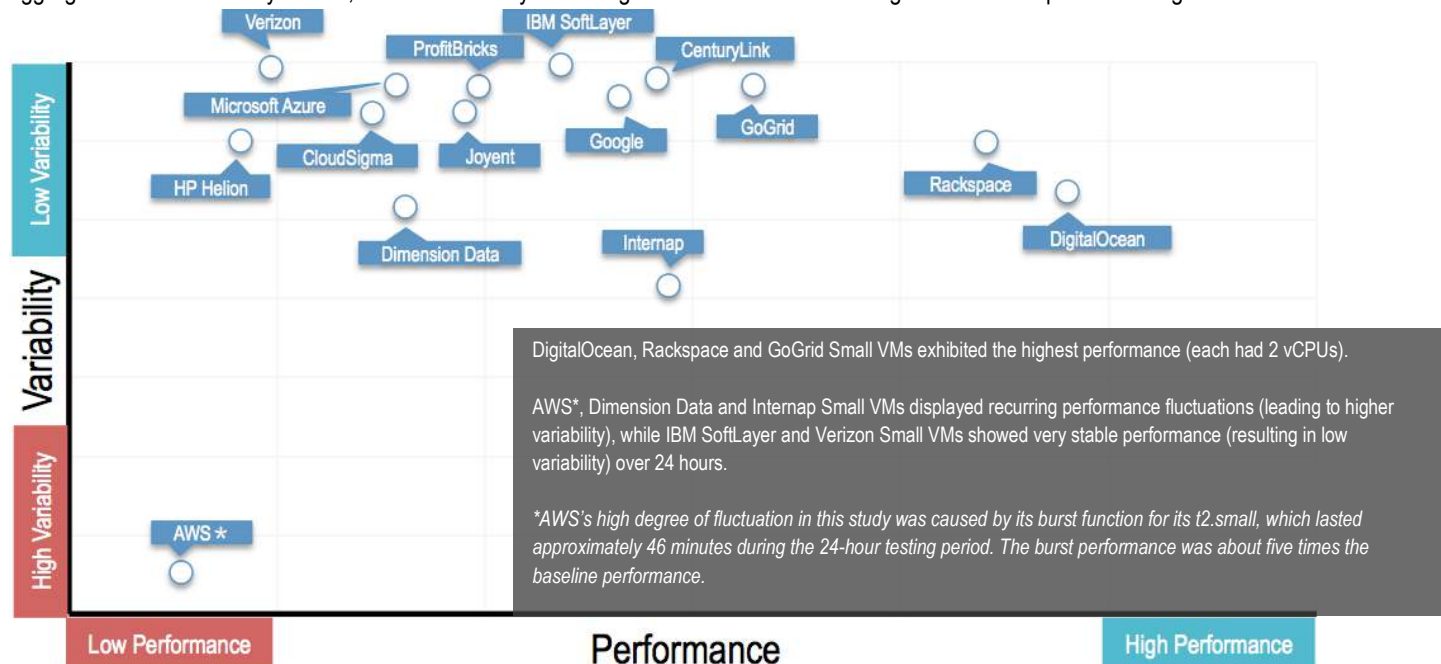 Verizon
IBM SoftLayer
ProfitBricks
CenturyLink
Microsoft Azure
GoGrid
Google
CloudSigma
Joyent
HP Helion
Rackspace
Internap
DigitalOcean
Dimension Data
Low Variability
Variability
High Variability
DigitalOcean, Rackspace and GoGrid Small VMs exhibited the highest performance (each had 2 vCPUs).
AWS*, Dimension Data and Internap Small VMs displayed recurring performance fluctuations (leading to higher
variability), while IBM SoftLayer and Verizon Small VMs showed very stable performance (resulting in low
variability) over 24 hours.
*AWS's high degree of fluctuation in this study was caused by its burst function for its t2.small, which lasted
approximately 46 minutes during the 24-hour testing period. The burst performance was about five times the
baseline performance.
AWS *
Low Performance
Performance
High Performance